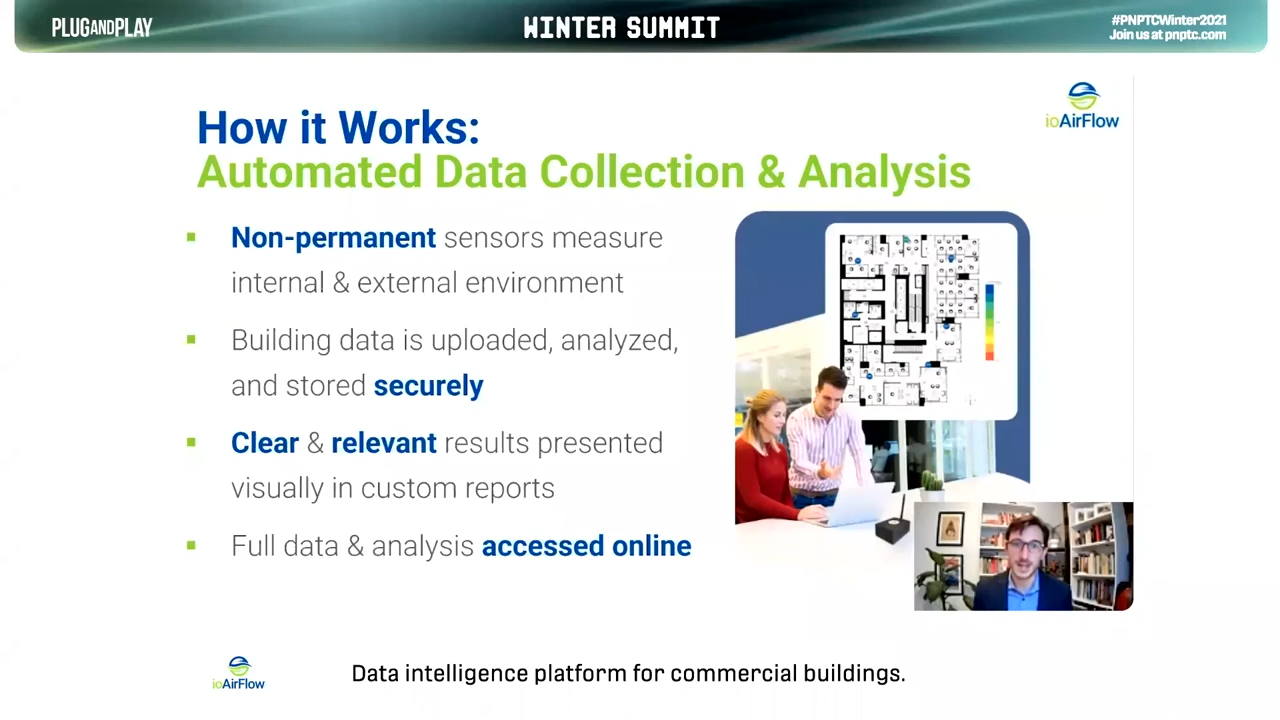 PLUGANDPLAY
WINTER SUMMIT
#PNPTCWinter2021
Join us at pnptc.com
ioAirFlow
How it Works:
Automated Data Collection & Analysis
▪ Non-permanent sensors measure
internal & external environment
▪ Building data is uploaded, analyzed,
and stored securely
▪ Clear & relevant results presented
visually in custom reports
▪ Full data & analysis accessed online
ioAirFlow
Data intelligence platform for commercial buildings.